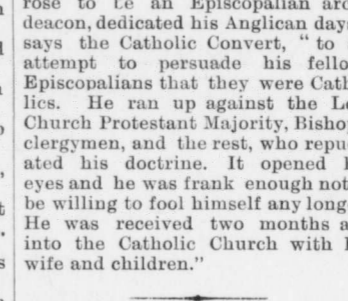 rose to be an Episcopalian arc
deacon, dedicated his Anglican day
says the Catholic Convert, " to
attempt to persuade his fello
Episcopalians that they were Cath
lics. He ran up against the Lo
Church Protestant Majority, Bisho
clergymen, and the rest, who repu
ated his doctrine. It opened h
eyes and he was frank enough not
be willing to fool himself any long
He was received two months a
into the Catholic Church with h
wife and children."